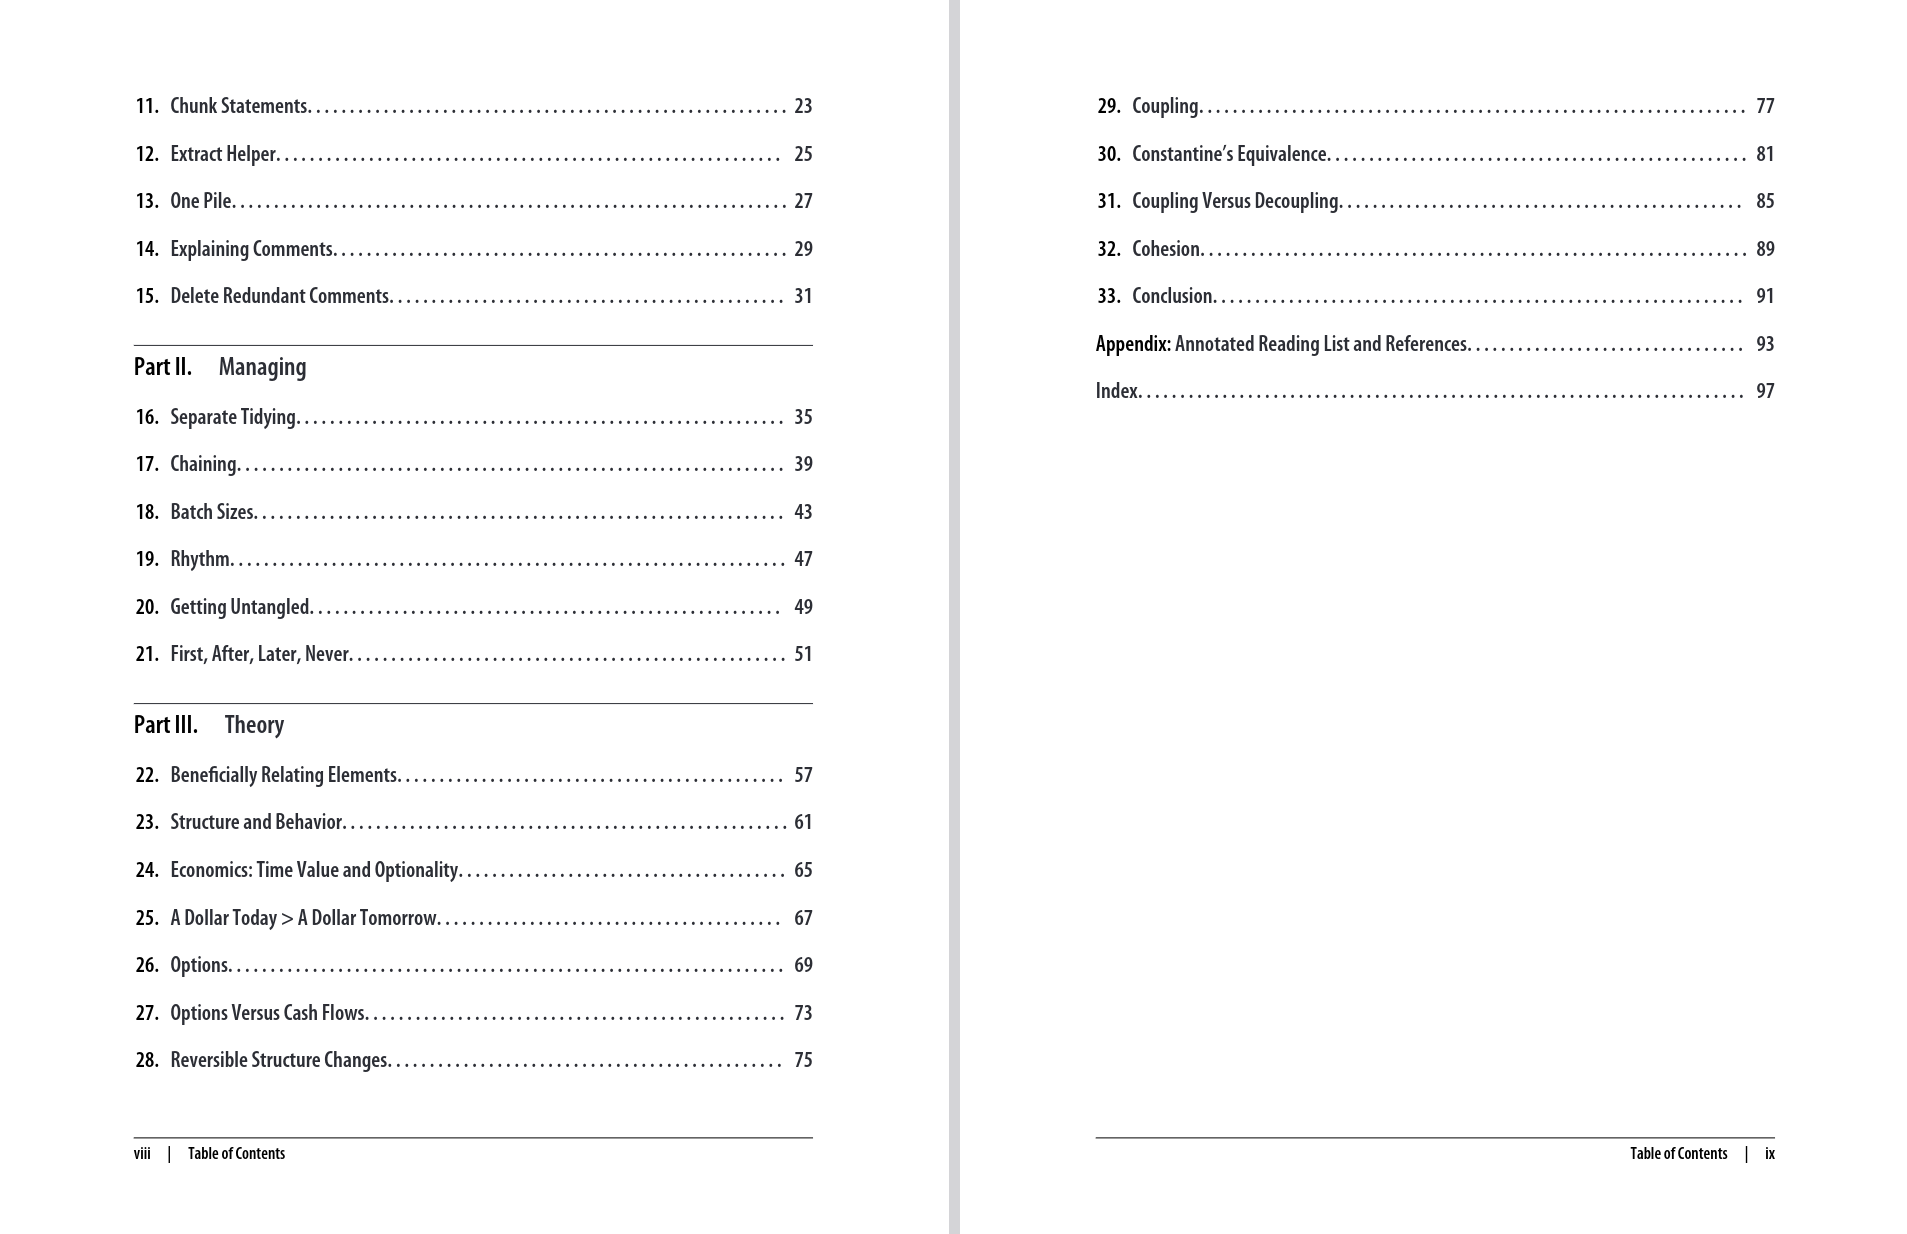 11. Chunk Statements. . . . . . . . . . . . . . . . . . . . . . . . . . . . . . . . . . . . . . . . . . . . . . . . . . . . . . . . . 23
12. Extract Helper. . . . . . . . . . . . . . . . . . . . . . . . . . . . . . . . . . . . . . . . . . . . . . . . . . . . . . . . . . . . 25
13. One Pile. . . . . . . . . . . . . . . . . . . . . . . . . . . . . . . . . . . . . . . . . . . . . . . . . . . . . . . . . . . . . . . . . . 27
14. Explaining Comments. . . . . . . . . . . . . . . . . . . . . . . . . . . . . . . . . . . . . . . . . . . . . . . . . . . . . . 29
15. Delete Redundant Comments. . . . . . . . . . . . . . . . . . . . . . . . . . . . . . . . . . . . . . . . . . . . . . . 31
Part II. Managing
16. Separate Tidying. . . . . . . . . . . . . . . . . . . . . . . . . . . . . . . . . . . . . . . . . . . . . . . . . . . . . . . . . . 35
17. Chaining. . . . . . . . . . . . . . . . . . . . . . . . . . . . . . . . . . . . . . . . . . . . . . . . . . . . . . . . . . . . . . . . . 39
18. Batch Sizes. . . . . . . . . . . . . . . . . . . . . . . . . . . . . . . . . . . . . . . . . . . . . . . . . . . . . . . . . . . . . . . 43
19. Rhythm. . . . . . . . . . . . . . . . . . . . . . . . . . . . . . . . . . . . . . . . . . . . . . . . . . . . . . . . . . . . . . . . . . 47
20. Getting Untangled. . . . . . . . . . . . . . . . . . . . . . . . . . . . . . . . . . . . . . . . . . . . . . . . . . . . . . . . 49
21. First, After, Later, Never. . . . . . . . . . . . . . . . . . . . . . . . . . . . . . . . . . . . . . . . . . . . . . . . . . . . 51
Part III. Theory
22. Beneficially Relating Elements. . . . . . . . . . . . . . . . . . . . . . . . . . . . . . . . . . . . . . . . . . . . . . 57
23. Structure and Behavior. . . . . . . . . . . . . . . . . . . . . . . . . . . . . . . . . . . . . . . . . . . . . . . . . . . . . 61
24. Economics: Time Value and Optionality. . . . . . . . . . . . . . . . . . . . . . . . . . . . . . . . . . . . . . . 65
25. A Dollar Today > A Dollar Tomorrow. . . . . . . . . . . . . . . . . . . . . . . . . . . . . . . . . . . . . . . . . 67
26. Options. . . . . . . . . . . . . . . . . . . . . . . . . . . . . . . . . . . . . . . . . . . . . . . . . . . . . . . . . . . . . . . . . . 69
27. Options Versus Cash Flows. . . . . . . . . . . . . . . . . . . . . . . . . . . . . . . . . . . . . . . . . . . . . . . . . . 73
28. Reversible Structure Changes. . . . . . . . . . . . . . . . . . . . . . . . . . . . . . . . . . . . . . . . . . . . . . . 75
viii | Table of Contents
29. Coupling. . . . . . . . . . . . . . . . . . . . . . . . . . . . . . . . . . . . . . . . . . . . . . . . . . . . . . . . . . . . . . . . . 77
30. Constantine’s Equivalence. . . . . . . . . . . . . . . . . . . . . . . . . . . . . . . . . . . . . . . . . . . . . . . . . . 81
31. Coupling Versus Decoupling. . . . . . . . . . . . . . . . . . . . . . . . . . . . . . . . . . . . . . . . . . . . . . . . 85
32. Cohesion. . . . . . . . . . . . . . . . . . . . . . . . . . . . . . . . . . . . . . . . . . . . . . . . . . . . . . . . . . . . . . . . . 89
33. Conclusion. . . . . . . . . . . . . . . . . . . . . . . . . . . . . . . . . . . . . . . . . . . . . . . . . . . . . . . . . . . . . . . 91
Appendix: Annotated Reading List and References. . . . . . . . . . . . . . . . . . . . . . . . . . . . . . . . . 93
Index. . . . . . . . . . . . . . . . . . . . . . . . . . . . . . . . . . . . . . . . . . . . . . . . . . . . . . . . . . . . . . . . . . . . . . . . 97
Table of Contents | ix